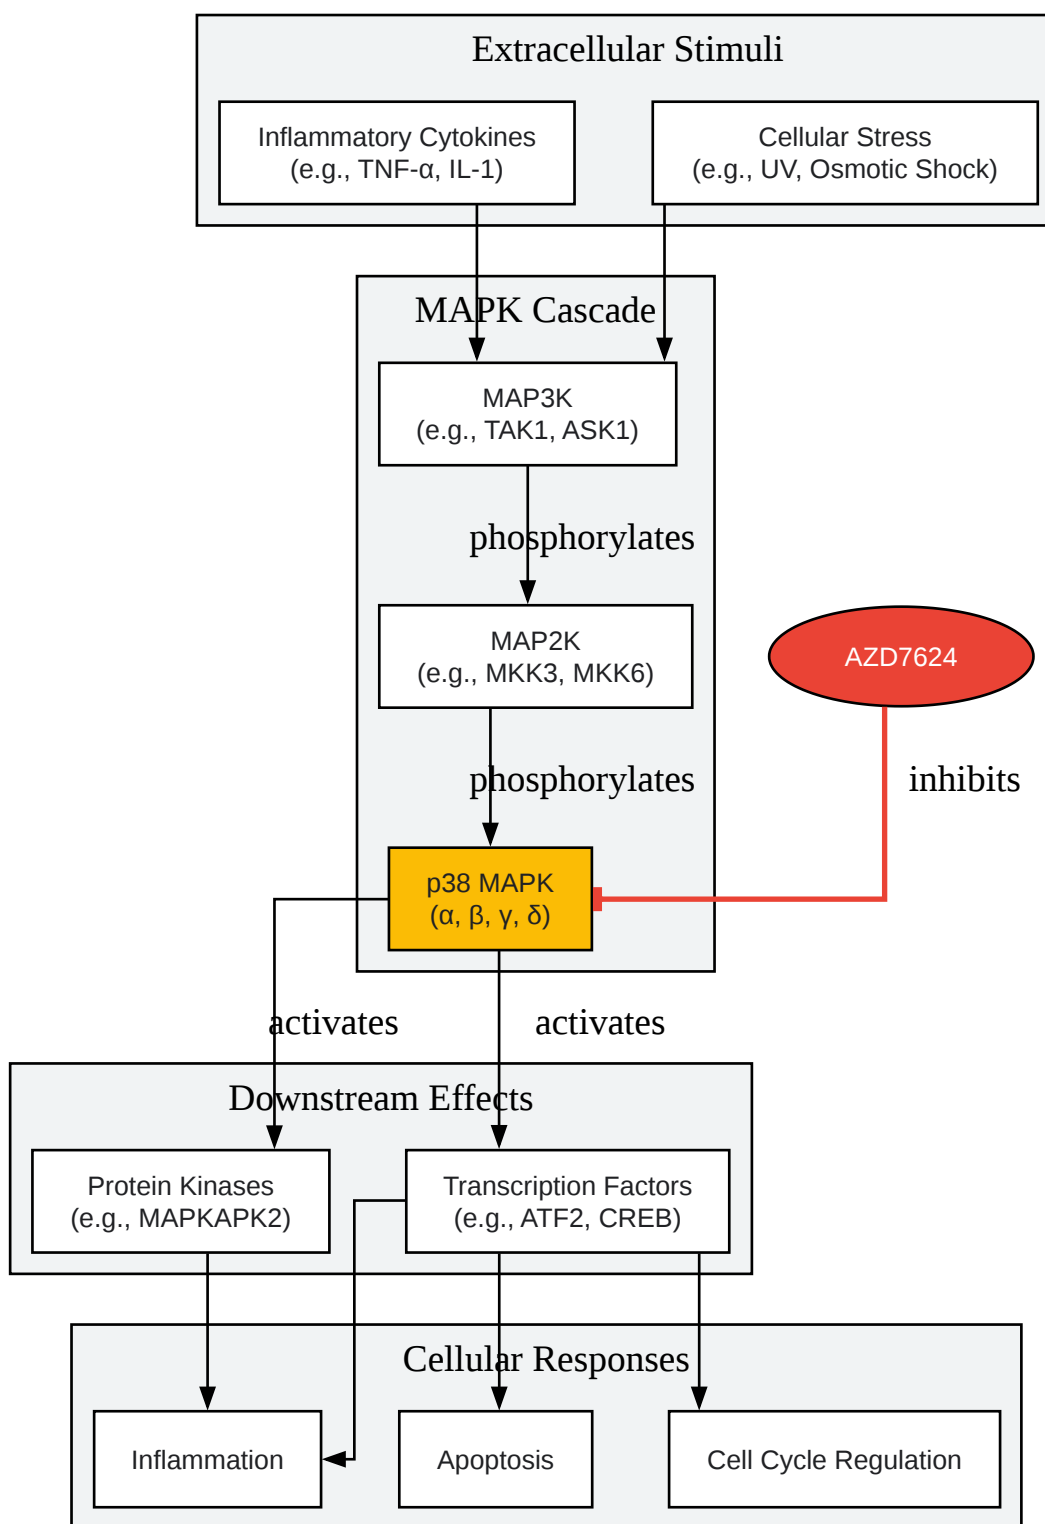 Extracellular Stimuli
Inflammatory Cytokines
(e.g., TNF-α, IL-1)
Cellular Stress
(e.g., UV, Osmotic Shock)
MAPK Cascade
MAP3K
(e.g., TAK1, ASK1)
phosphorylates
MAP2K
(e.g., MKK3, MKK6)
AZD7624
phosphorylates
inhibits
p38 MAPK
(α, β, γ, δ)
activates
activates
Downstream Effects
Protein Kinases
(e.g., MAPKAPK2)
Transcription Factors
(e.g., ATF2, CREB)
Cellular Responses
Inflammation
Apoptosis
Cell Cycle Regulation